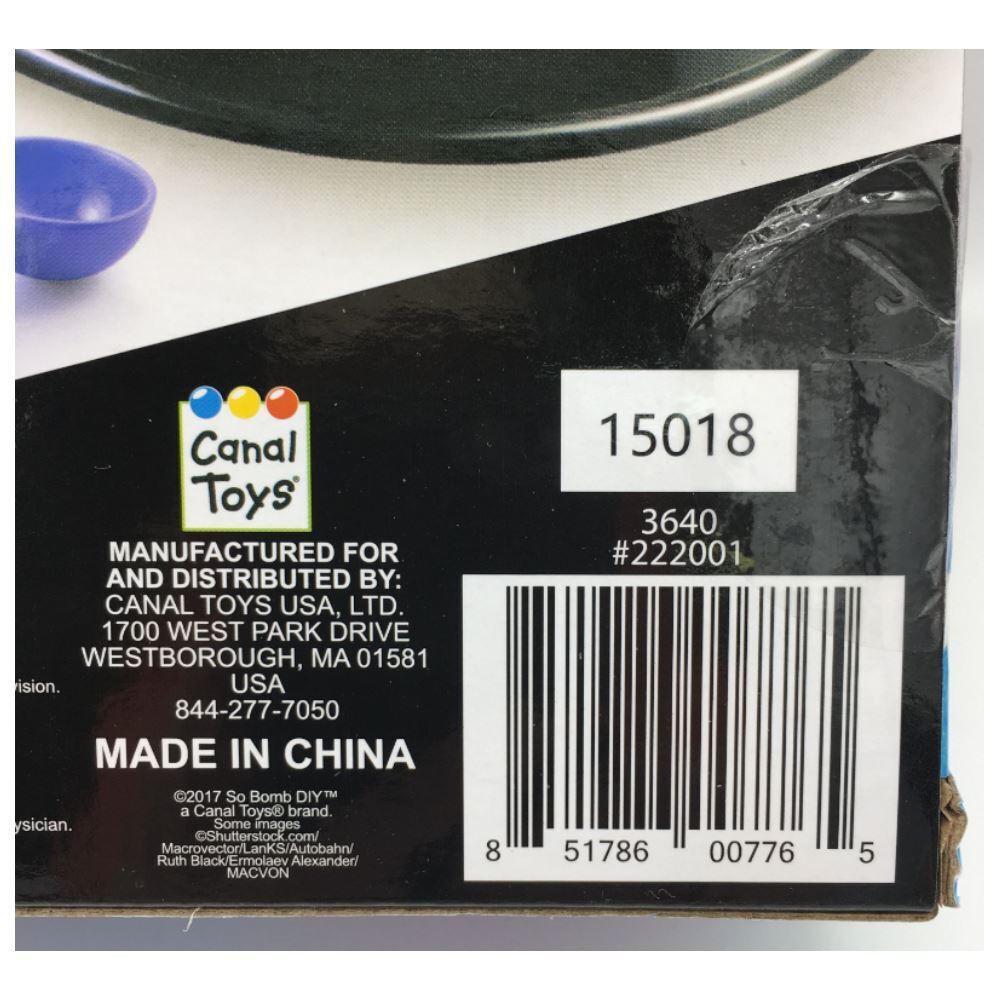 Canal
Toys®
MANUFACTURED FOR
AND DISTRIBUTED BY:
CANAL TOYS USA, LTD.
1700 WEST PARK DRIVE
WESTBOROUGH, MA 01581
USA
844-277-7050
MADE IN CHINA
©2017 So Bomb DIY™
a Canal Toys® brand.
Some images
©Shutterstock.com/
Macrovector/LanKS/Autobahn/
Ruth Black/Ermolaev Alexander/
MACVON
15018
3640
#222001
8 51786 00776 5